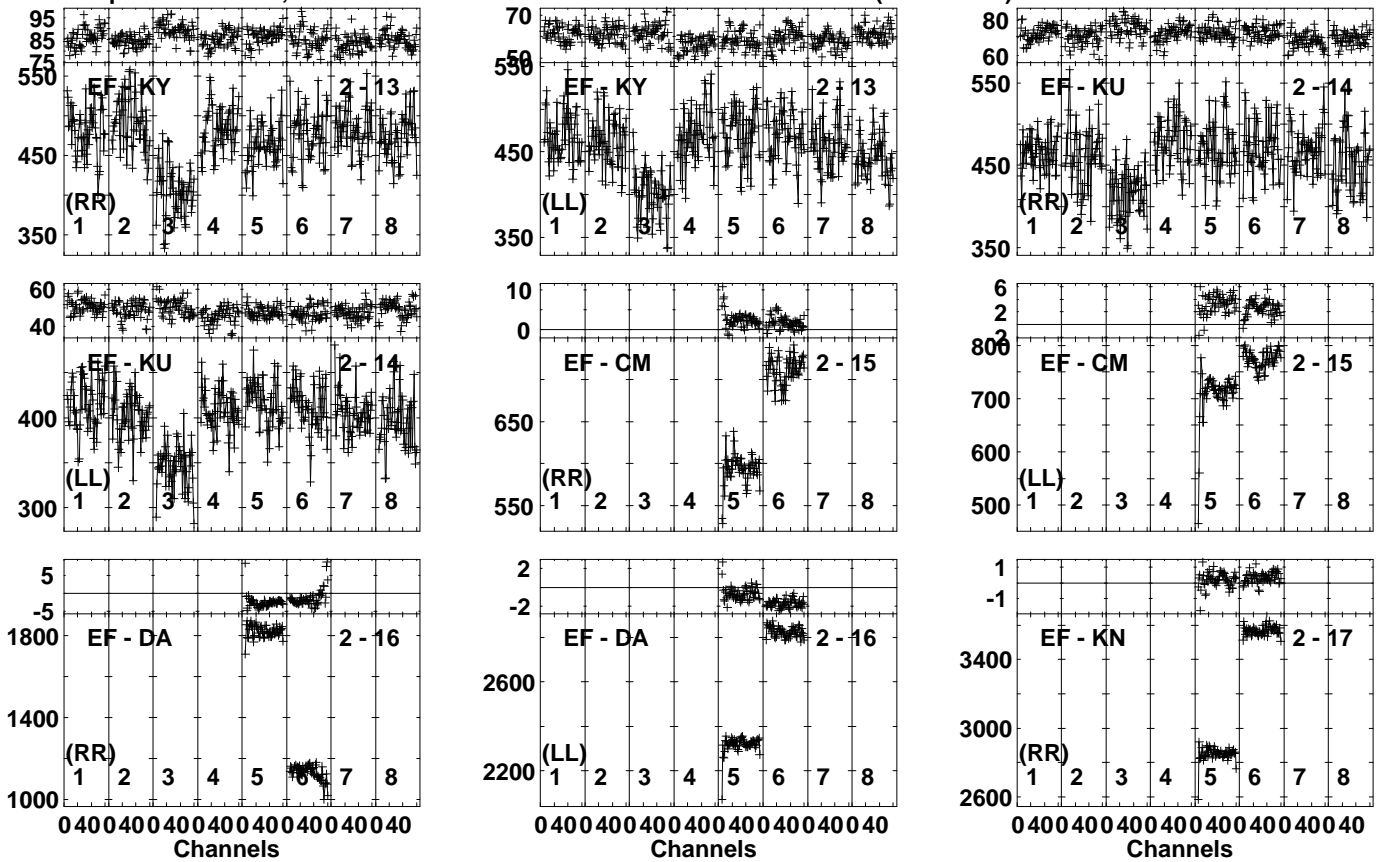 95
85
75
550
450
350
EF - KY
2 - 13
(RR)
1 2 3 4 5 6 7 8
70
50
550
450
350
EF - KY
2 - 13
(LL)
1 2 3 4 5 6 7 8
80
60
550
450
350
EF - KU
2 - 14
(RR)
1 2 3 4 5 6 7 8
60
40
400
300
EF - KU
2 - 14
(LL)
1 2 3 4 5 6 7 8
10
0
650
550
EF - CM
2 - 15
(RR)
1 2 3 4 5 6 7 8
6
2
2
800
700
600
500
EF - CM
2 - 15
(LL)
1 2 3 4 5 6 7 8
5
-5
1800
1400
1000
EF - DA
2 - 16
(RR)
1 2 3 4 5 6 7 8
0 40 0 40 0 40 0 40 0 40 0 40 0 40 0 40
Channels
2
-2
2600
2200
EF - DA
2 - 16
(LL)
1 2 3 4 5 6 7 8
0 40 0 40 0 40 0 40 0 40 0 40 0 40 0 40
Channels
1
-1
3400
3000
2600
EF - KN
2 - 17
(RR)
1 2 3 4 5 6 7 8
0 40 0 40 0 40 0 40 0 40 0 40 0 40 0 40
Channels